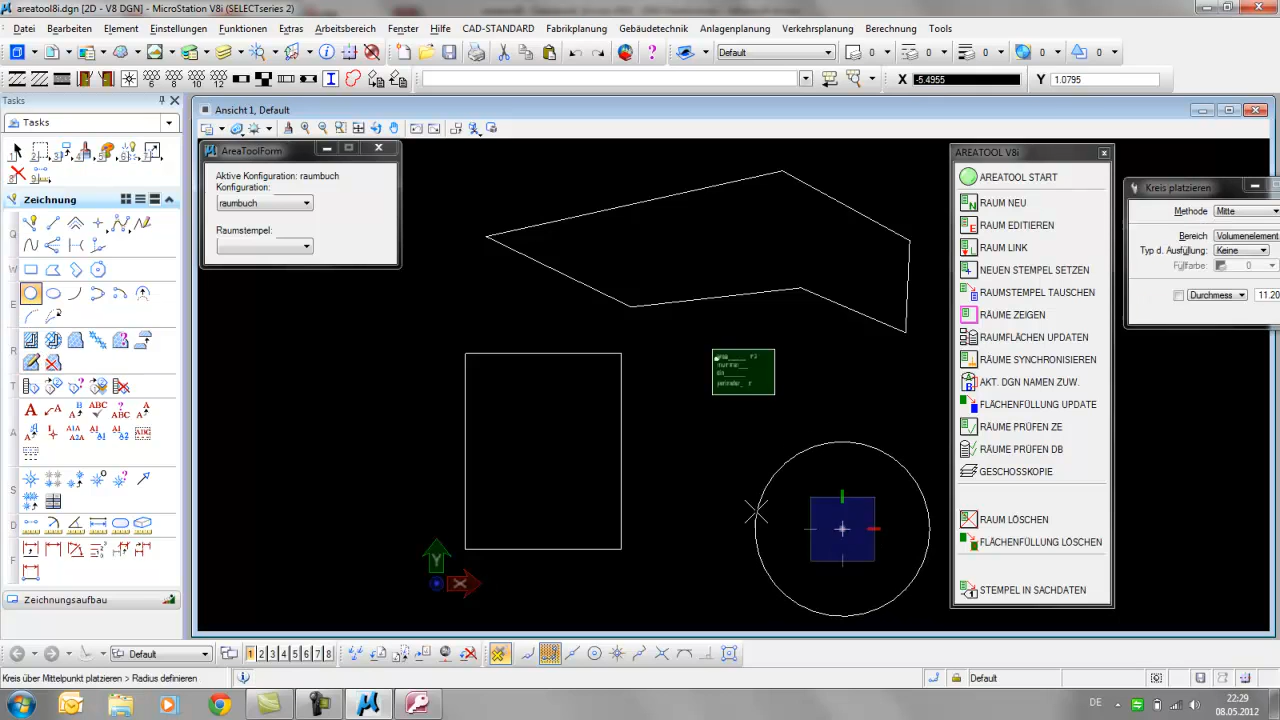 areatool8i.dgn [2D - V8 DGN] - MicroStation V8i (SELECTseries 2)
Datei Bearbeiten Element Einstellungen Funktionen Extras Arbeitsbereich Fenster Hilfe CAD-STANDARD Fabrikplanung Gebäudetechnik Anlagenplanung Verkehrsplanung Berechnung Tools
Default 0 0 0 0 0
X -5.4955 Y 1.0795
Tasks
Tasks
Zeichnung
Q
W
E
R
T
A
S
D
F
Zeichnungsaufbau
Ansicht 1, Default
AreaToolForm
Aktive Konfiguration: raumbuch
Konfiguration:
raumbuch
Raumstempel:
Y
X
AREATOOL V8i
AREATOOL START
RAUM NEU
RAUM EDITIEREN
RAUM LINK
NEUEN STEMPEL SETZEN
RAUMSTEMPEL TAUSCHEN
RÄUME ZEIGEN
RAUMFLÄCHEN UPDATEN
RÄUME SYNCHRONISIEREN
AKT. DGN NAMEN ZUW.
FLÄCHENFÜLLUNG UPDATE
RÄUME PRÜFEN ZE
RÄUME PRÜFEN DB
GESCHOSSKOPIE
RAUM LÖSCHEN
FLÄCHENFÜLLUNG LÖSCHEN
STEMPEL IN SACHDATEN
Kreis platzieren
Methode Mitte
Bereich Volumenelement
Typ d. Ausfüllung: Keine
Füllfarbe: 0
Durchmess 11.20
Default 1 2 3 4 5 6 7 8
Kreis über Mittelpunkt platzieren > Radius definieren
Default
DE
22:29
08.05.2012